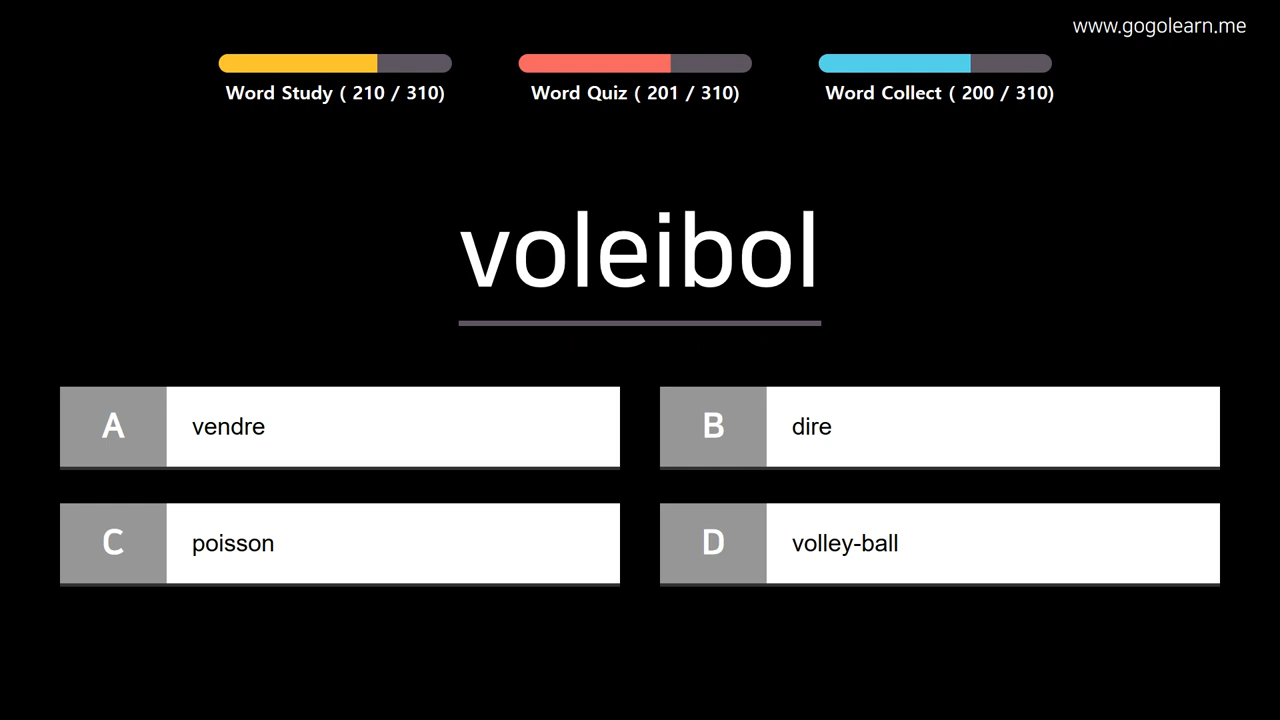 www.gogolearn.me
Word Study ( 210 / 310)
Word Quiz ( 201 / 310)
Word Collect ( 200 / 310)
voleibol
A vendre
B dire
C poisson
D volley-ball